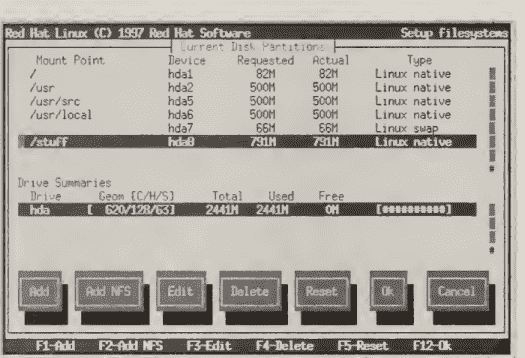 Red Hat Linux (C) 1997 Red Hat Software Setup filesystems
Current Disk Partitions
Mount Point Device Requested Actual Type
/ hda1 82M 82M Linux native
/usr hda2 500M 500M Linux native
/usr/src hda5 500M 500M Linux native
/usr/local hda6 500M 500M Linux native
hda7 66M 66M Linux swap
/stuff hda8 791M 791M Linux native
Drive Summaries
Drive Geom [C/H/S] Total Used Free
hda [ 620/128/63] 2441M 2441M 0M [##########]
Add Add NFS Edit Delete Reset Ok Cancel
F1-Add F2-Add NFS F3-Edit F4-Delete F5-Reset F12-Ok